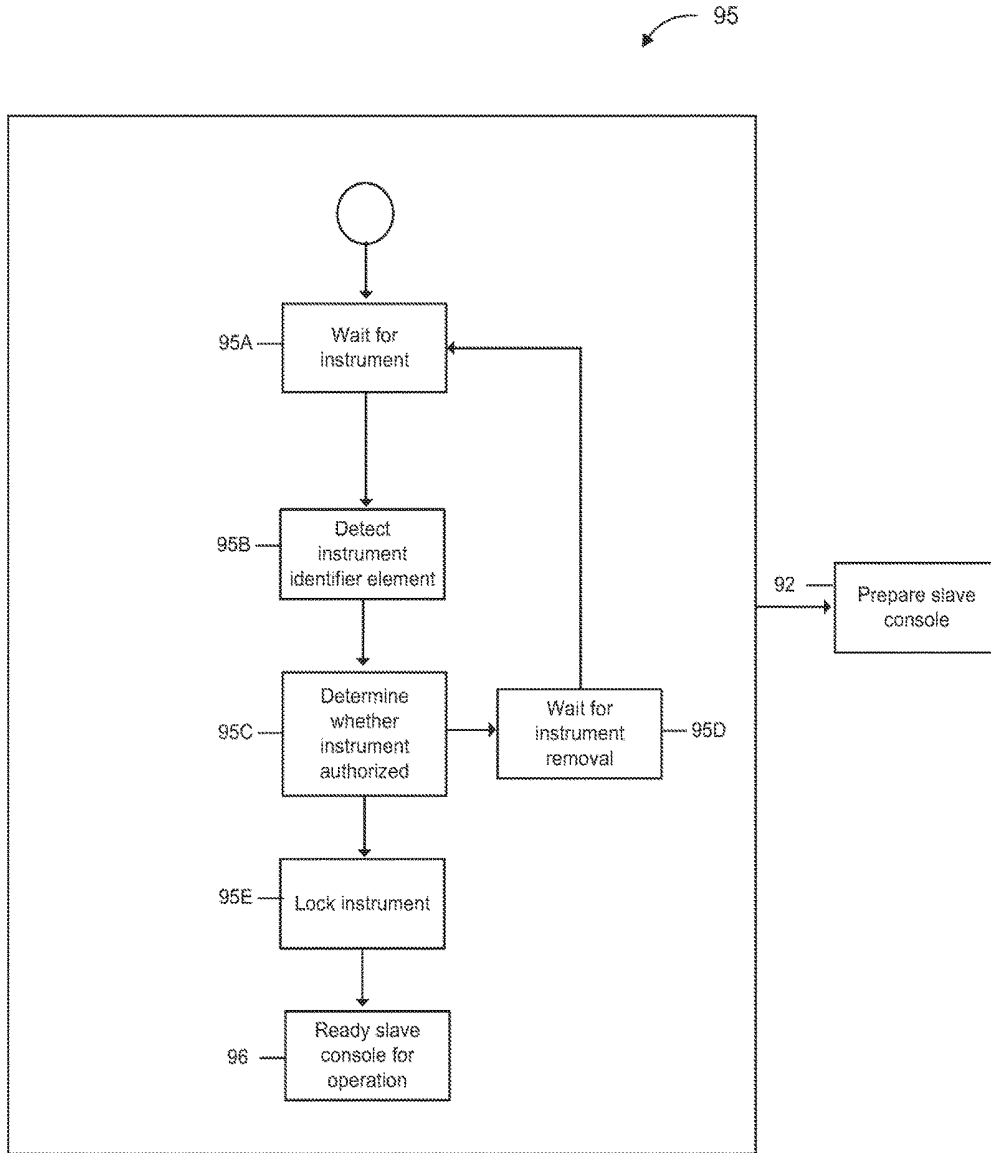 95
95A
Wait for
instrument
95B
Detect
instrument
identifier element
92
Prepare slave
console
95C
Determine
whether
instrument
authorized
Wait for
instrument
removal
95D
95E
Lock instrument
96
Ready slave
console for
operation